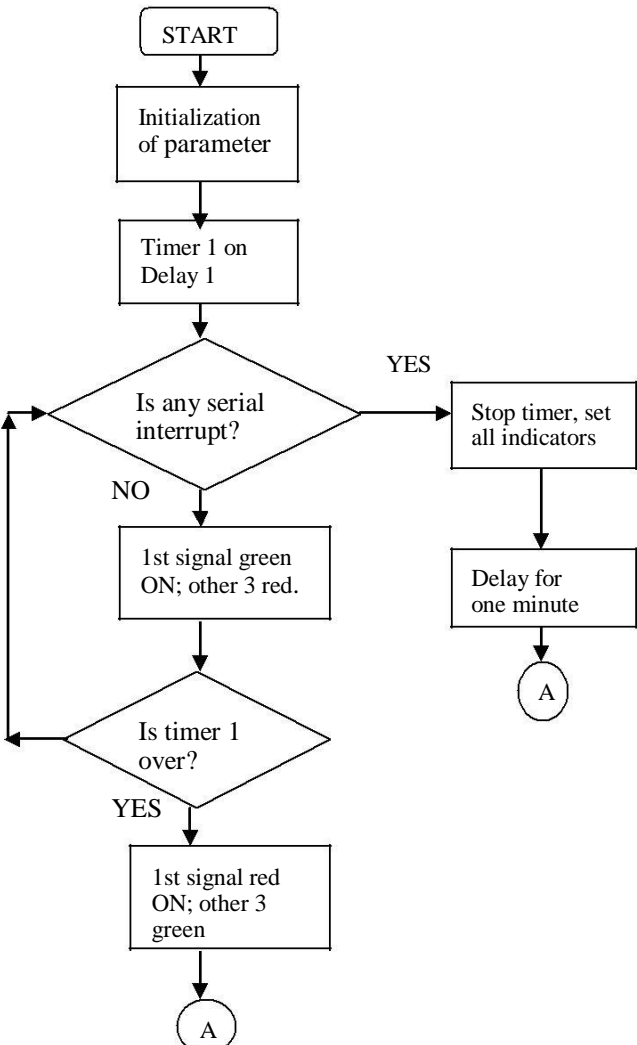 START
Initialization
of parameter
Timer 1 on
Delay 1
Is any serial
interrupt?
YES
Stop timer, set
all indicators
NO
1st signal green
ON; other 3 red.
Delay for
one minute
A
Is timer 1
over?
YES
1st signal red
ON; other 3
green
A